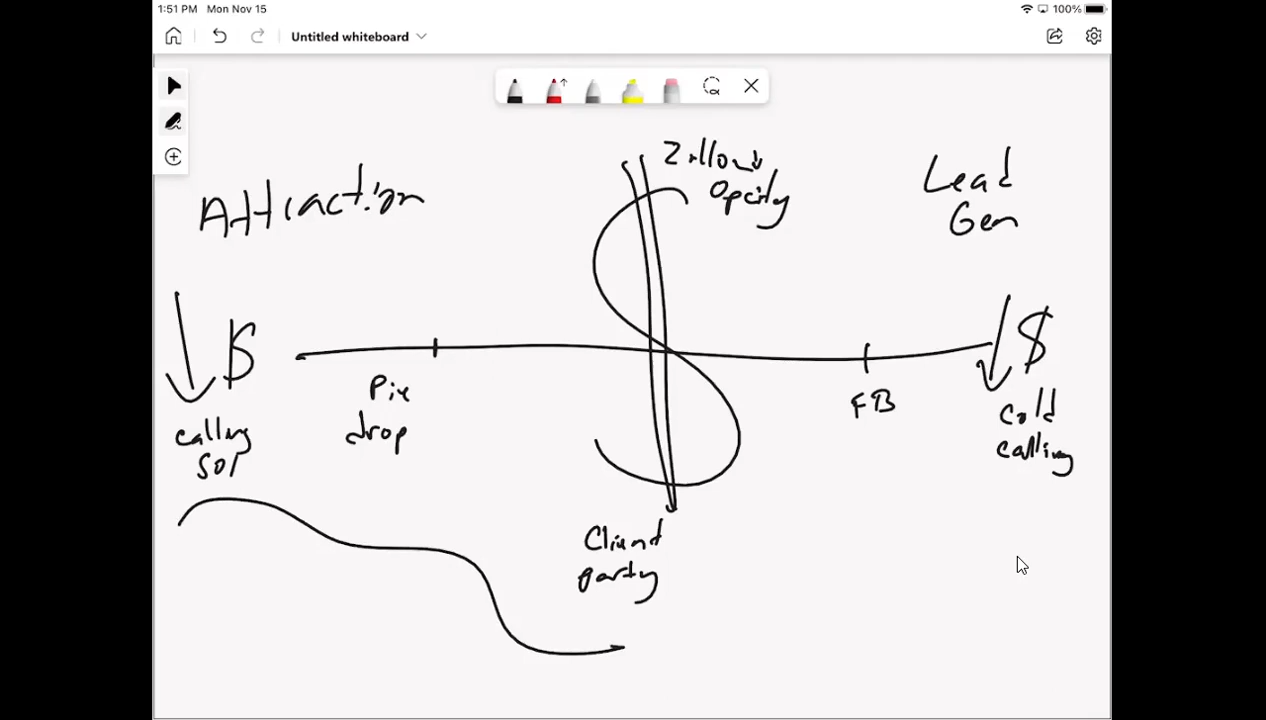 1:51 PM Mon Nov 15
100%
Untitled whiteboard
Attraction
Zillow
Opcity
Lead
Gen
$
$
$
Pie
drop
FB
calling
SOI
cold
calling
Client
party